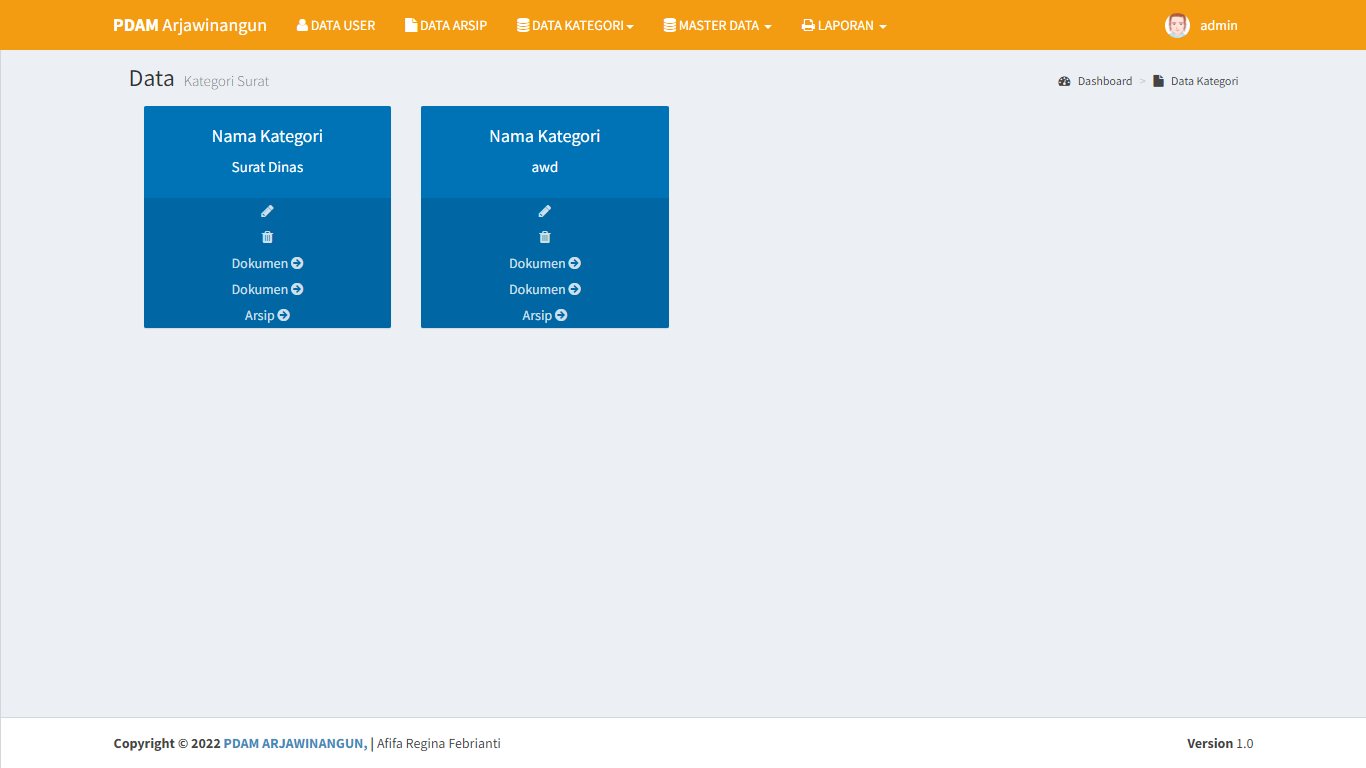 PDAM Arjawinangun DATA USER DATA ARSIP DATA KATEGORI MASTER DATA LAPORAN admin
Data Kategori Surat Dashboard > Data Kategori
Nama Kategori
Surat Dinas
Dokumen
Dokumen
Arsip
Nama Kategori
awd
Dokumen
Dokumen
Arsip
Copyright © 2022 PDAM ARJAWINANGUN, | Afifa Regina Febrianti Version 1.0